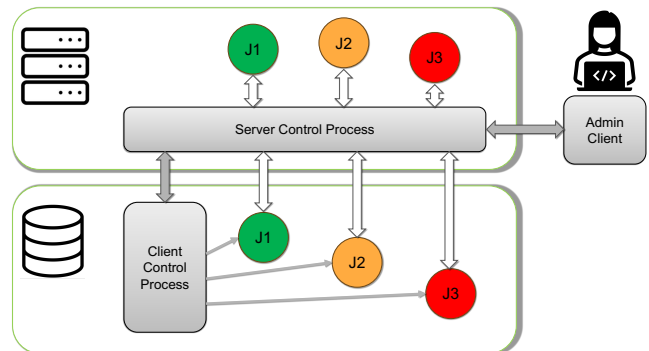 J1
J2
J3
Server Control Process
Admin
Client
</>
Client
Control
Process
J1
J2
J3